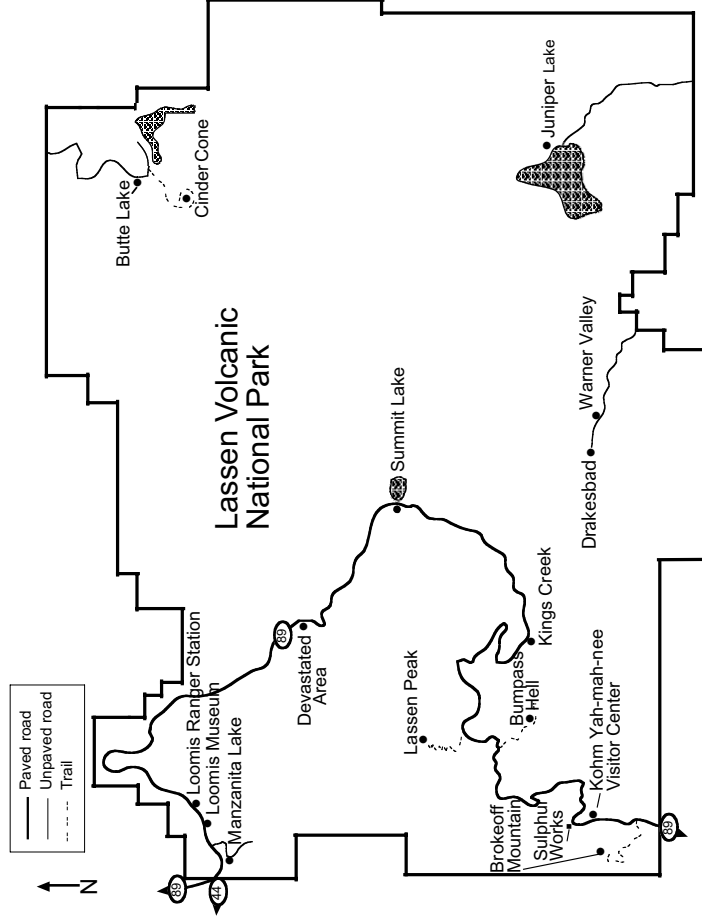 Paved road
Unpaved road
Trail
N
89
44
Manzanita Lake
Loomis Museum
Loomis Ranger Station
89
Devastated
Area
Lassen Volcanic
National Park
Butte Lake
Cinder Cone
Summit Lake
Juniper Lake
Lassen Peak
Bumpass
Hell
Kings Creek
Brokeoff
Mountain
Sulphur
Works
Kohm Yah-mah-nee
Visitor Center
Drakesbad
Warner Valley
89